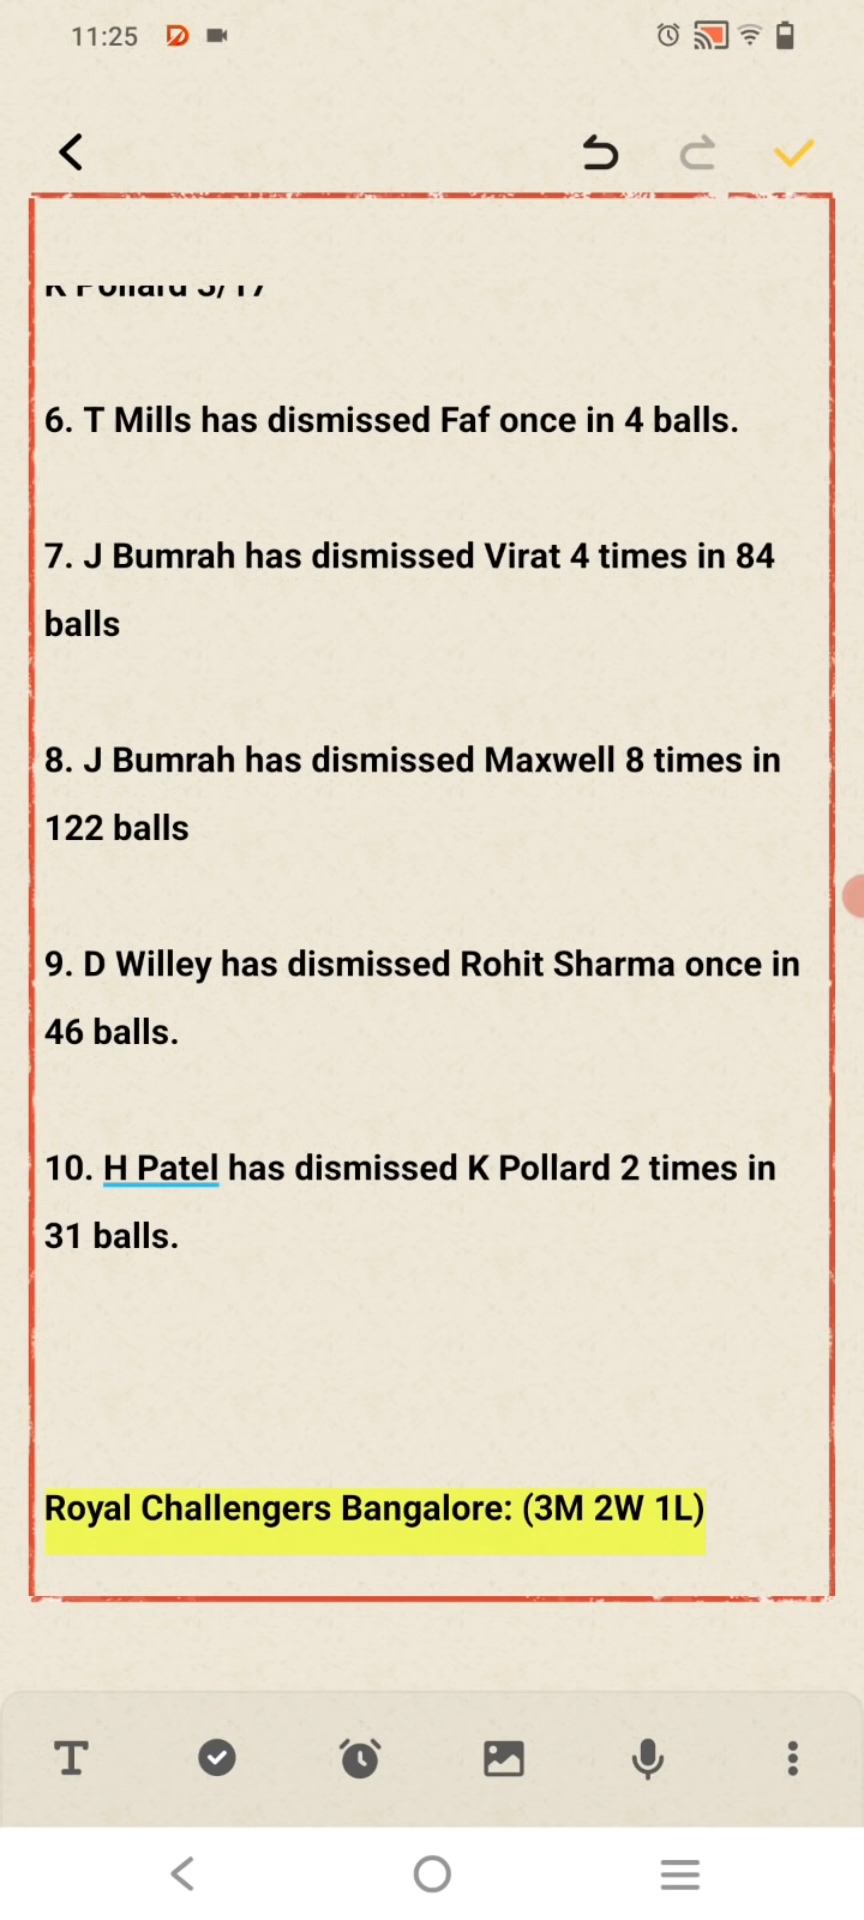 11:25
K Pollard 3/17
6. T Mills has dismissed Faf once in 4 balls.
7. J Bumrah has dismissed Virat 4 times in 84
balls
8. J Bumrah has dismissed Maxwell 8 times in
122 balls
9. D Willey has dismissed Rohit Sharma once in
46 balls.
10. H Patel has dismissed K Pollard 2 times in
31 balls.
Royal Challengers Bangalore: (3M 2W 1L)